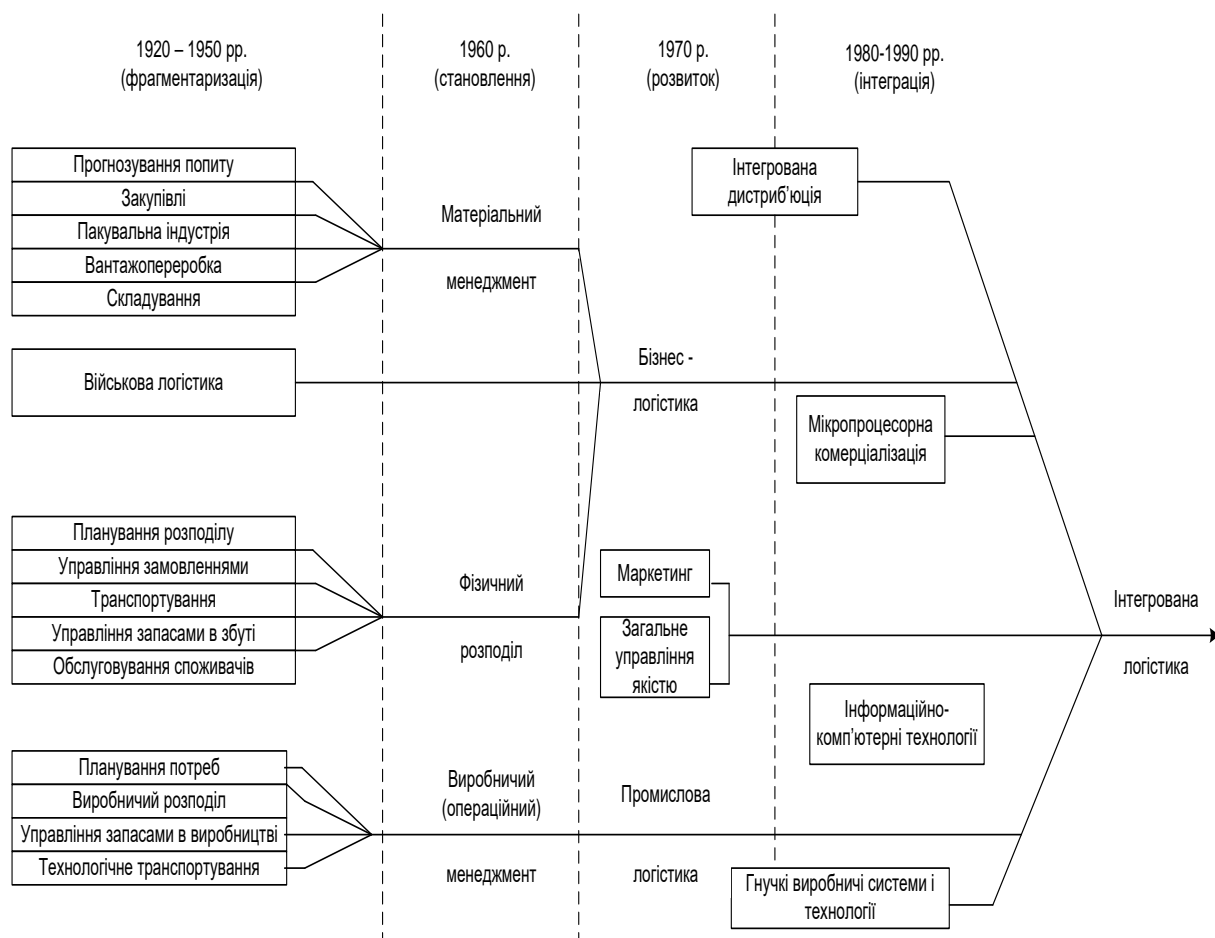 1920 – 1950 рр.
(фрагментаризація)
1960 р.
(становлення)
1970 р.
(розвиток)
1980-1990 рр.
(інтеграція)
Прогнозування попиту
Закупівлі
Пакувальна індустрія
Вантажопереробка
Складування
Матеріальний
менеджмент
Інтегрована
дистриб’юція
Військова логістика
Бізнес -
логістика
Мікропроцесорна
комерціалізація
Планування розподілу
Управління замовленнями
Транспортування
Управління запасами в збуті
Обслуговування споживачів
Фізичний
розподіл
Маркетинг
Загальне
управління
якістю
Інтегрована
логістика
Інформаційно-
комп’ютерні технології
Планування потреб
Виробничий розподіл
Управління запасами в виробництві
Технологічне транспортування
Виробничий
(операційний)
менеджмент
Промислова
логістика
Гнучкі виробничі системи і
технології